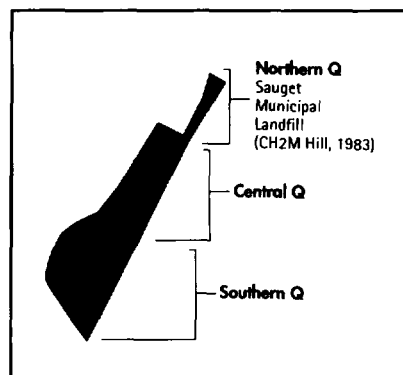 Northern Q
Sauget
Municipal
Landfill
(CH2M Hill, 1983)
Central Q
Southern Q